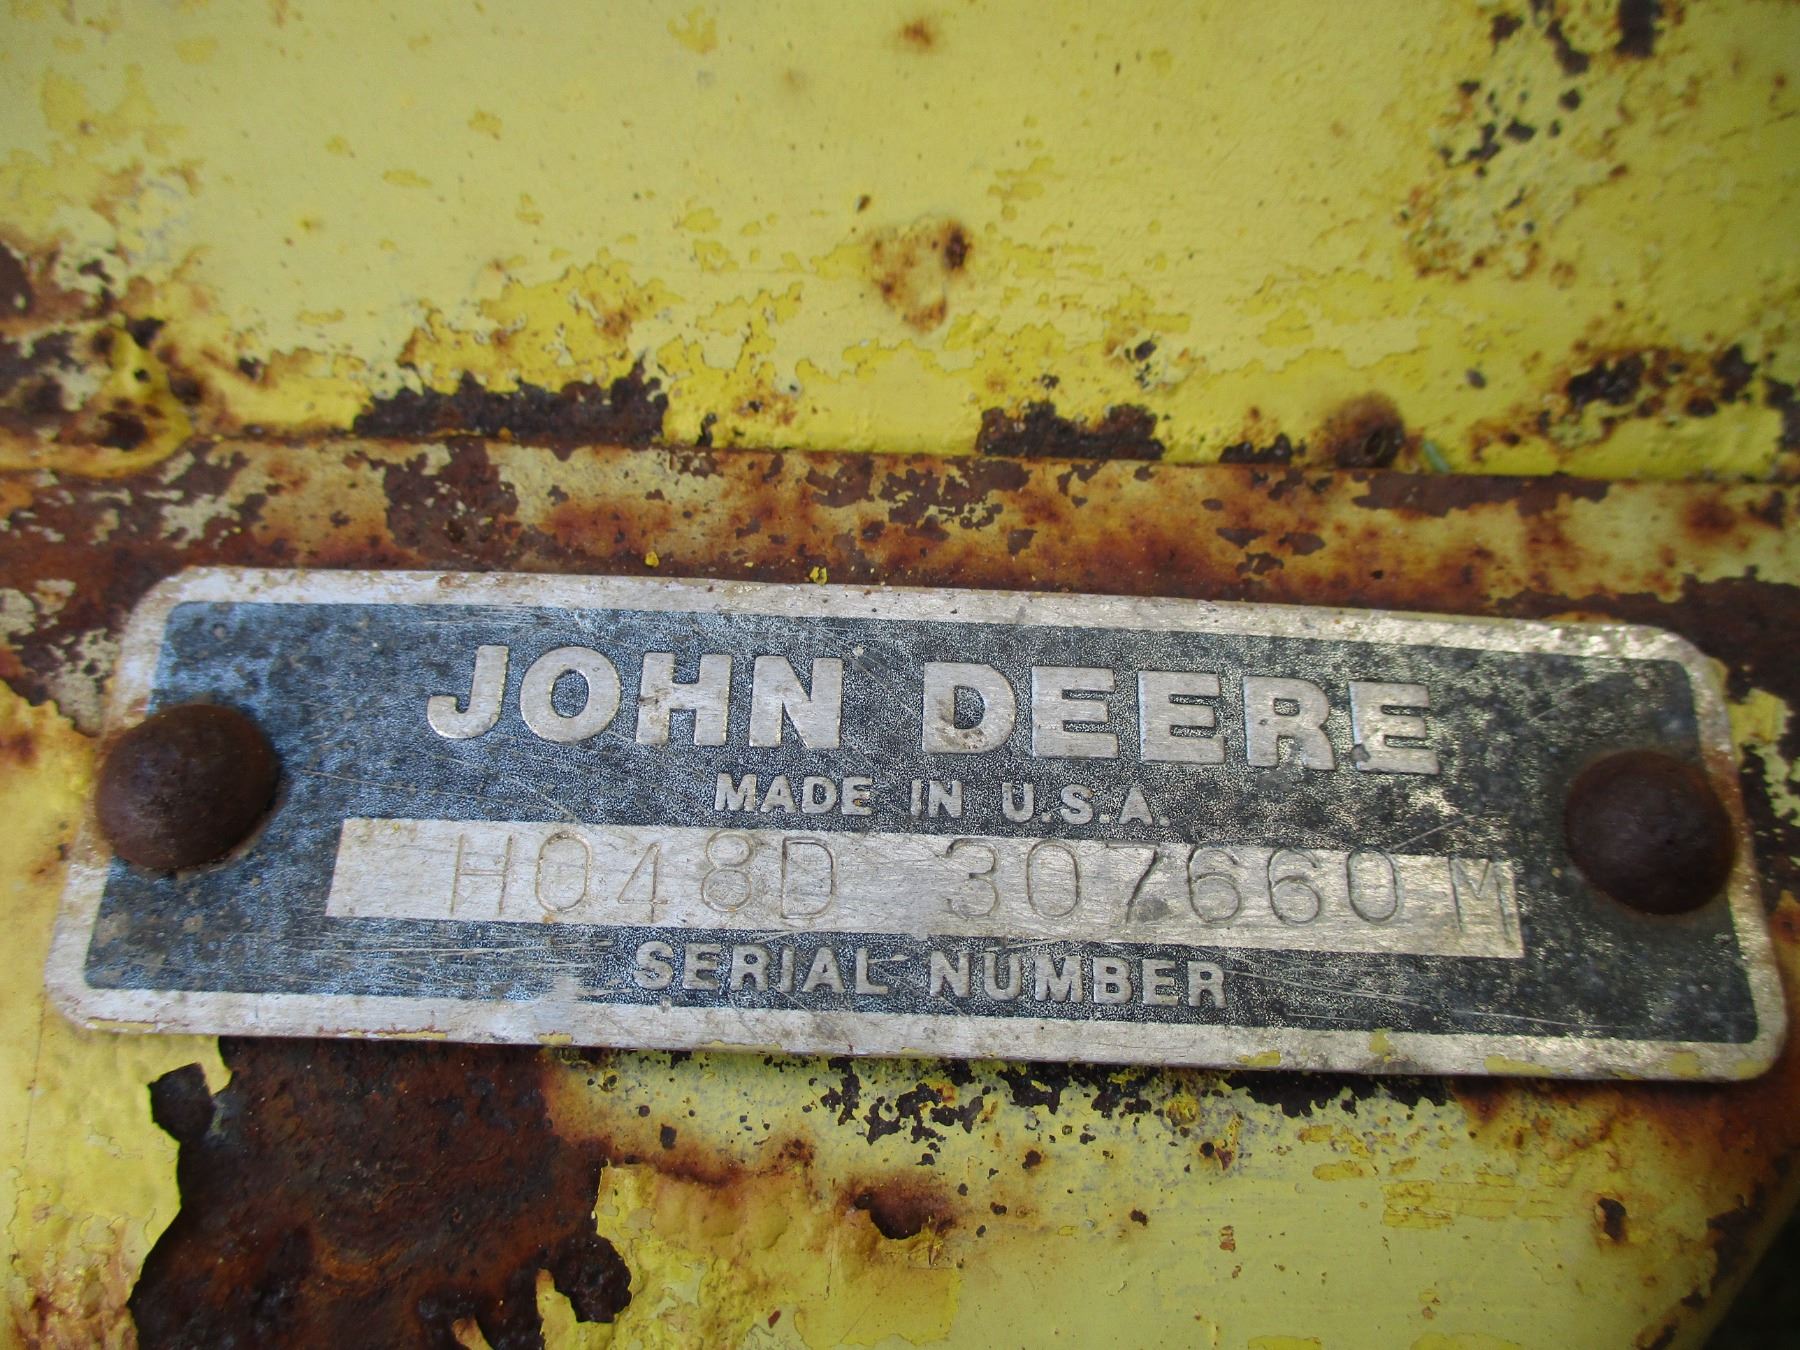 JOHN DEERE
MADE IN U.S.A.
H048D 307660 M
SERIAL NUMBER